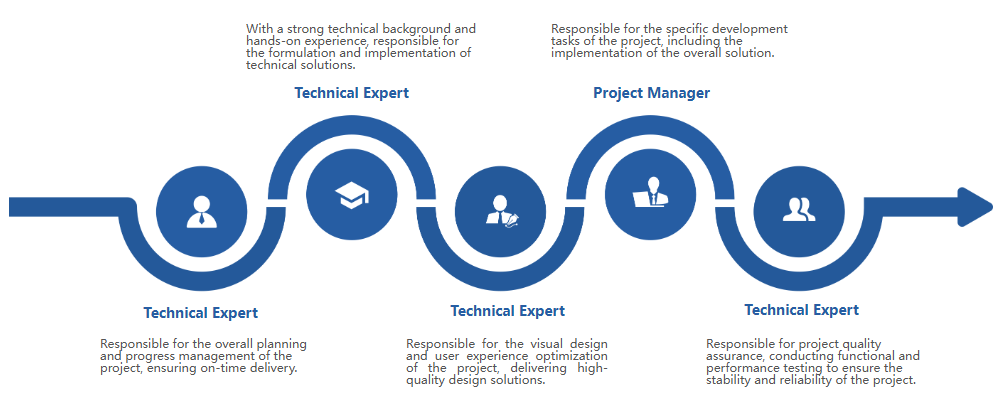 With a strong technical background and
hands-on experience, responsible for
the formulation and implementation of
technical solutions.
Technical Expert
Responsible for the specific development
tasks of the project, including the
implementation of the overall solution.
Project Manager
Technical Expert
Responsible for the overall planning
and progress management of the
project, ensuring on-time delivery.
Technical Expert
Responsible for the visual design
and user experience optimization
of the project, delivering high-
quality design solutions.
Technical Expert
Responsible for project quality
assurance, conducting functional and
performance testing to ensure the
stability and reliability of the project.